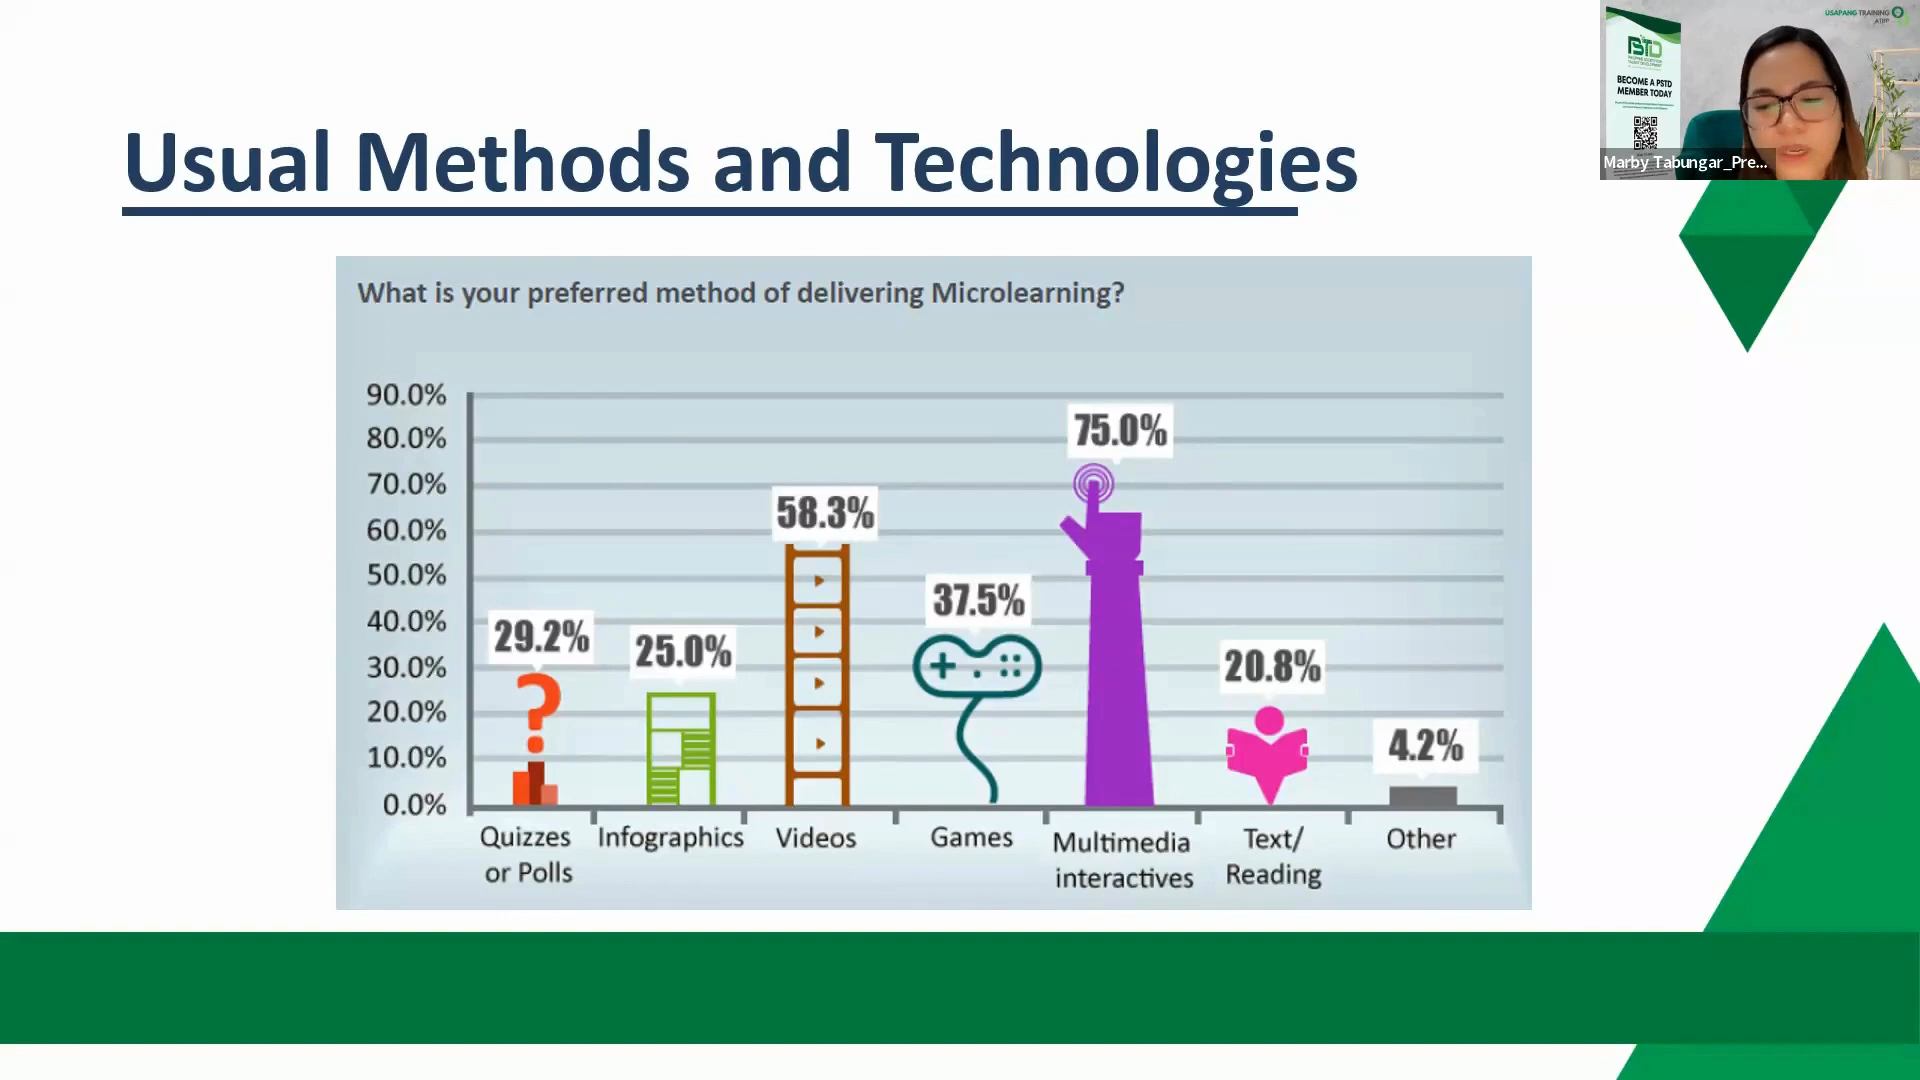 Usual Methods and Technologies
What is your preferred method of delivering Microlearning?
90.0%
80.0%
70.0%
60.0%
50.0%
40.0%
30.0%
20.0%
10.0%
0.0%
29.2%
25.0%
58.3%
37.5%
75.0%
20.8%
4.2%
Quizzes
or Polls
Infographics
Videos
Games
Multimedia
interactives
Text/
Reading
Other
USAPANG TRAINING
BECOME A PSTD
MEMBER TODAY
Marby Tabungar_Pre...